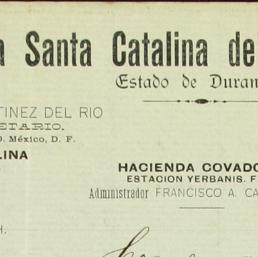 Santa Catalina del
Estado de Duran
TINEZ DEL RIO
ETARIO.
México, D. F.
LINA
HACIENDA COVADO
ESTACION YERBANIS. F
Administrador FRANCISCO A. CA